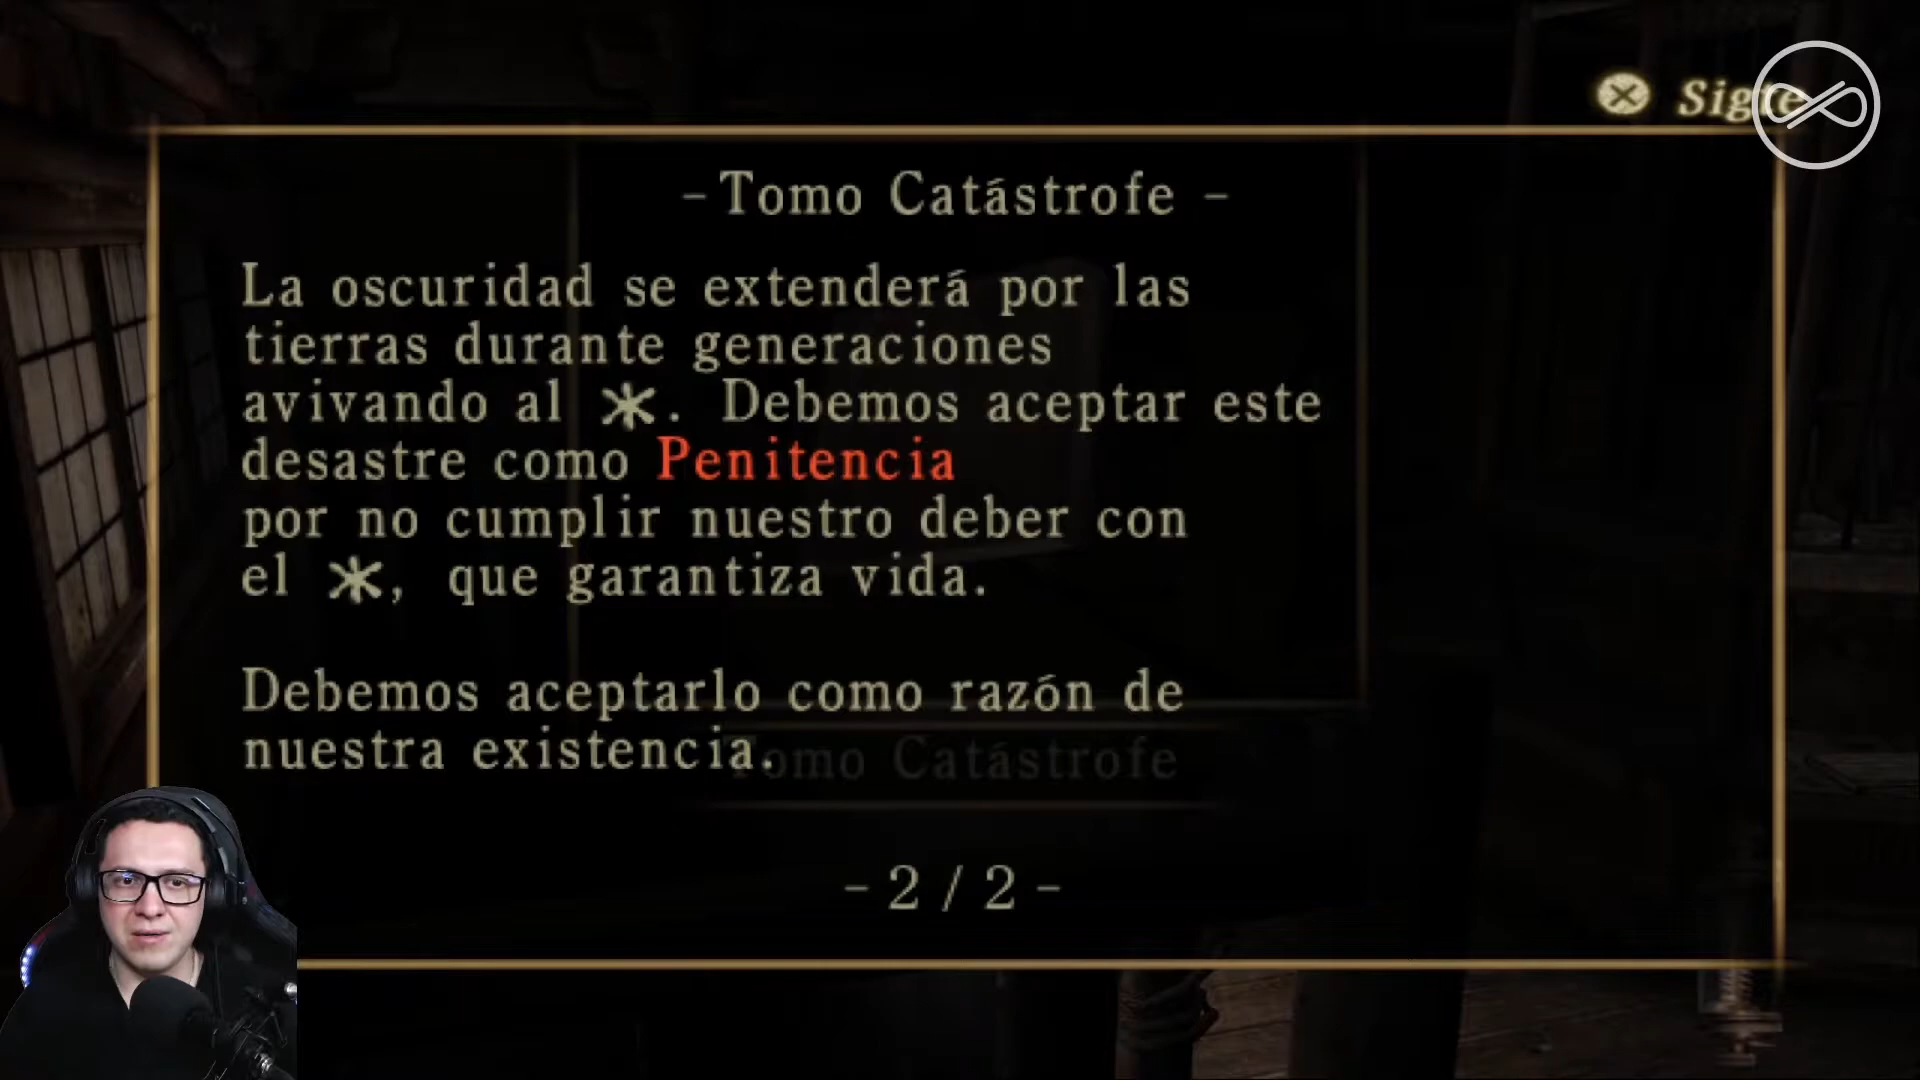 Sigte
-Tomo Catástrofe -
La oscuridad se extenderá por las
tierras durante generaciones
avivando al *. Debemos aceptar este
desastre como Penitencia
por no cumplir nuestro deber con
el *, que garantiza vida.
Debemos aceptarlo como razón de
nuestra existencia.
Tomo Catástrofe
-2/2-